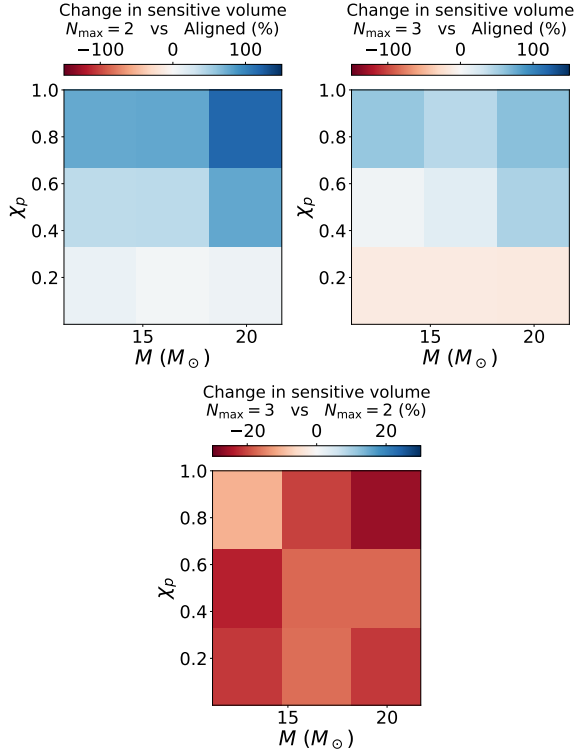 Change in sensitive volume
N_max = 2 vs Aligned (%)
−100 0 100
1.0
0.8
0.6
0.4
0.2
χ_p
15 20
M (M_⊙)
Change in sensitive volume
N_max = 3 vs Aligned (%)
−100 0 100
1.0
0.8
0.6
0.4
0.2
χ_p
15 20
M (M_⊙)
Change in sensitive volume
N_max = 3 vs N_max = 2 (%)
−20 0 20
1.0
0.8
0.6
0.4
0.2
χ_p
15 20
M (M_⊙)